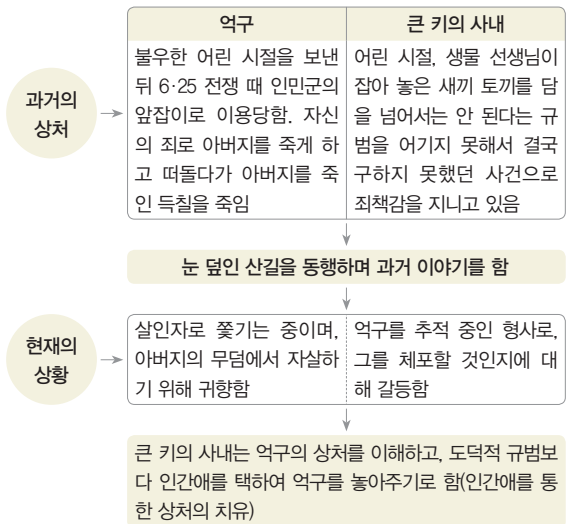 억구
큰 키의 사내
과거의
상처
불우한 어린 시절을 보낸
뒤 6·25 전쟁 때 인민군의
앞잡이로 이용당함. 자신
의 죄로 아버지를 죽게 하
고 떠돌다가 아버지를 죽
인 득칠을 죽임
어린 시절, 생물 선생님이
잡아 놓은 새끼 토끼를 담
을 넘어서는 안 된다는 규
범을 어기지 못해서 결국
구하지 못했던 사건으로
죄책감을 지니고 있음
눈 덮인 산길을 동행하며 과거 이야기를 함
현재의
상황
살인자로 쫓기는 중이며,
아버지의 무덤에서 자살하
기 위해 귀향함
억구를 추적 중인 형사로,
그를 체포할 것인지에 대
해 갈등함
큰 키의 사내는 억구의 상처를 이해하고, 도덕적 규범보
다 인간애를 택하여 억구를 놓아주기로 함(인간애를 통
한 상처의 치유)